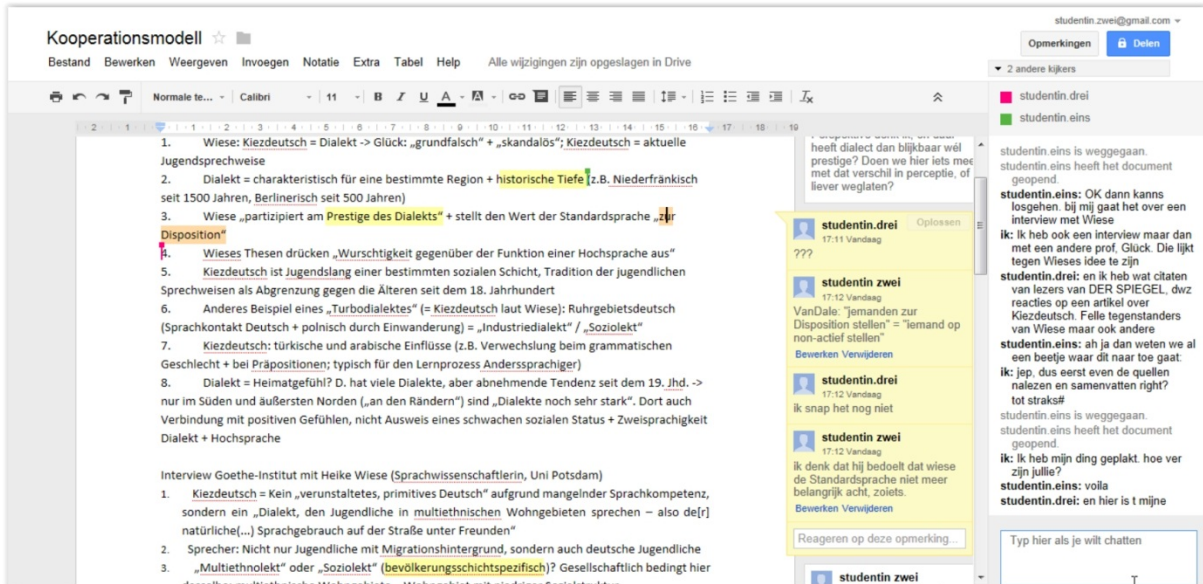 studentin.zwei@gmail.com
Kooperationsmodell
Opmerkingen
Delen
Bestand Bewerken Weergeven Invoegen Notatie Extra Tabel Help Alle wijzigingen zijn opgeslagen in Drive
2 andere kijkers
Normale te... Calibri 11 B I U A A
studentin.drei
studentin.eins
2 1 1 2 3 4 5 6 7 8 9 10 11 12 13 14 15 16 17 18 19
1. Wiese: Kiezdeutsch = Dialekt -> Glück: „grundfalsch“ + „skandalös“; Kiezdeutsch = aktuelle
Jugendsprechweise
2. Dialekt = charakteristisch für eine bestimmte Region + historische Tiefe (z.B. Niederfränkisch
seit 1500 Jahren, Berlinerisch seit 500 Jahren)
3. Wiese „partizipiert am Prestige des Dialekts“ + stellt den Wert der Standardsprache „zur
Disposition“
4. Wieses Thesen drücken „Wurschtigkeit gegenüber der Funktion einer Hochsprache aus“
5. Kiezdeutsch ist Jugendslang einer bestimmten sozialen Schicht, Tradition der jugendlichen
Sprechweisen als Abgrenzung gegen die Älteren seit dem 18. Jahrhundert
6. Anderes Beispiel eines „Turbodialektes“ (= Kiezdeutsch laut Wiese): Ruhrgebietsdeutsch
(Sprachkontakt Deutsch + polnisch durch Einwanderung) = „Industriedialekt“ / „Soziolekt“
7. Kiezdeutsch: türkische und arabische Einflüsse (z.B. Verwechslung beim grammatischen
Geschlecht + bei Präpositionen; typisch für den Lernprozess Anderssprachiger)
8. Dialekt = Heimatgefühl? D. hat viele Dialekte, aber abnehmende Tendenz seit dem 19. Jhd. ->
nur im Süden und äußersten Norden („an den Rändern“) sind „Dialekte noch sehr stark“. Dort auch
Verbindung mit positiven Gefühlen, nicht Ausweis eines schwachen sozialen Status + Zweisprachigkeit
Dialekt + Hochsprache
Interview Goethe-Institut mit Heike Wiese (Sprachwissenschaftlerin, Uni Potsdam)
1. Kiezdeutsch = Kein „verunstaltetes, primitives Deutsch“ aufgrund mangelnder Sprachkompetenz,
sondern ein „Dialekt, den Jugendliche in multiethnischen Wohngebieten sprechen – also de[r]
natürliche(...) Sprachgebrauch auf der Straße unter Freunden“
2. Sprecher: Nicht nur Jugendliche mit Migrationshintergrund, sondern auch deutsche Jugendliche
3. „Multiethnolekt“ oder „Soziolekt“ (bevölkerungsschichtspezifisch)? Gesellschaftlich bedingt hier
heeft dialect dan blijkbaar wél
prestige? Doen we hier iets mee
met dat verschil in perceptie, of
liever weglaten?
studentin.drei
Oplossen
17:11 Vandaag
???
studentin zwei
17:12 Vandaag
VanDale: "jemanden zur
Disposition stellen" = "iemand op
non-actief stellen"
Bewerken Verwijderen
studentin.drei
17:12 Vandaag
ik snap het nog niet
studentin zwei
17:12 Vandaag
ik denk dat hij bedoelt dat wiese
de Standardsprache niet meer
belangrijk acht, zoiets.
Bewerken Verwijderen
Reageren op deze opmerking...
studentin zwei
studentin.eins is weggegaan.
studentin.eins heeft het document
geopend.
studentin.eins: OK dann kanns
losgehen. bij mij gaat het over een
interview met Wiese
ik: Ik heb ook een interview maar dan
met een andere prof, Glück. Die lijkt
tegen Wieses idee te zijn
studentin.drei: en ik heb wat citaten
van lezers van DER SPIEGEL, dwz
reacties op een artikel over
Kiezdeutsch. Felle tegenstanders
van Wiese maar ook andere
studentin.eins: ah ja dan weten we al
een beetje waar dit naar toe gaat:
ik: jep, dus eerst even de quellen
nalezen en samenvatten right?
tot straks#
studentin.eins is weggegaan.
studentin.eins heeft het document
geopend.
ik: Ik heb mijn ding geplakt. hoe ver
zijn jullie?
studentin.eins: voila
studentin.drei: en hier is t mijne
Typ hier als je wilt chatten